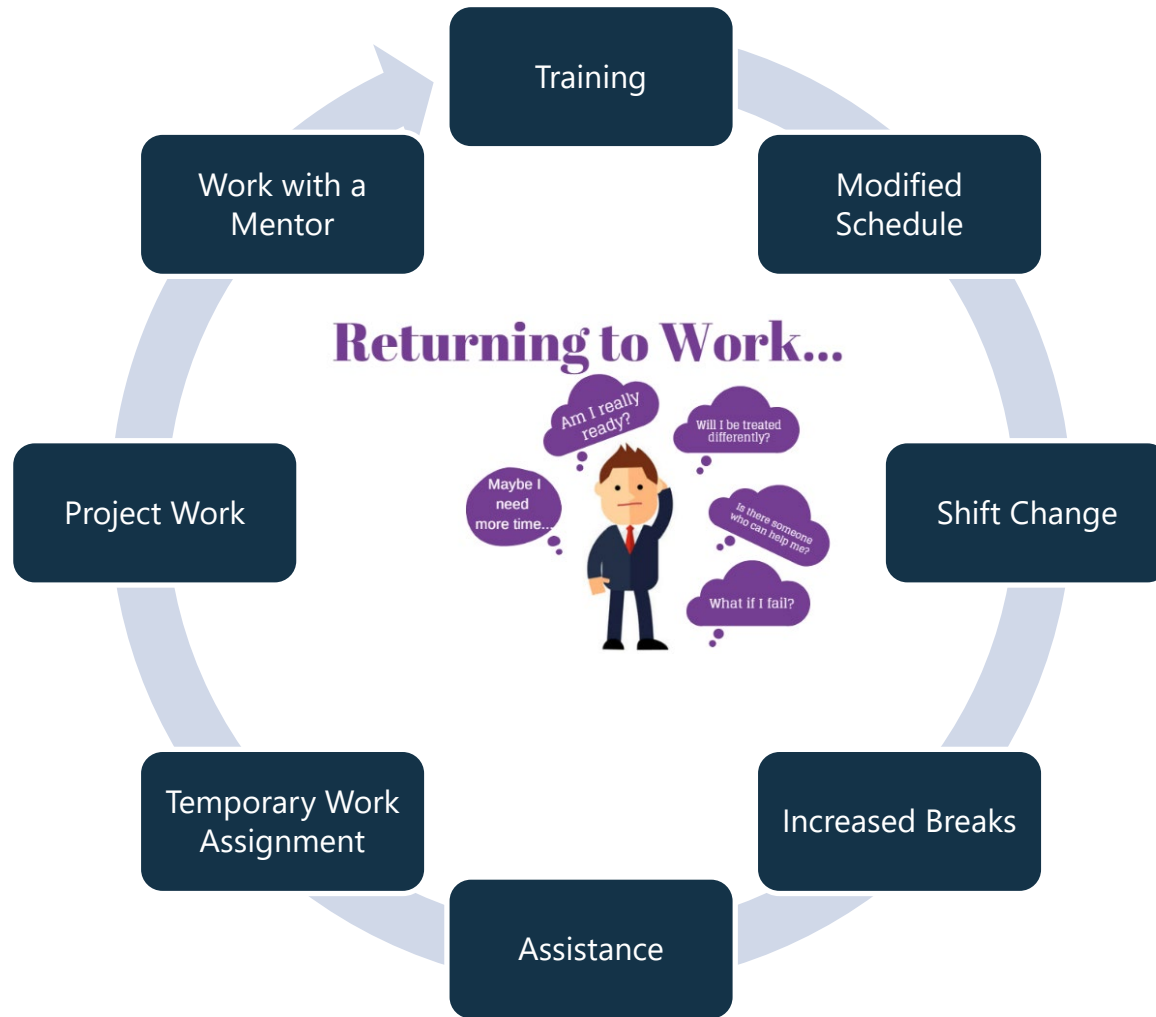 Training
Modified
Schedule
Shift Change
Increased Breaks
Assistance
Temporary Work
Assignment
Project Work
Work with a
Mentor
Returning to Work...
Am I really
ready?
Will I be treated
differently?
Maybe I
need
more time...
Is there someone
who can help me?
What if I fail?